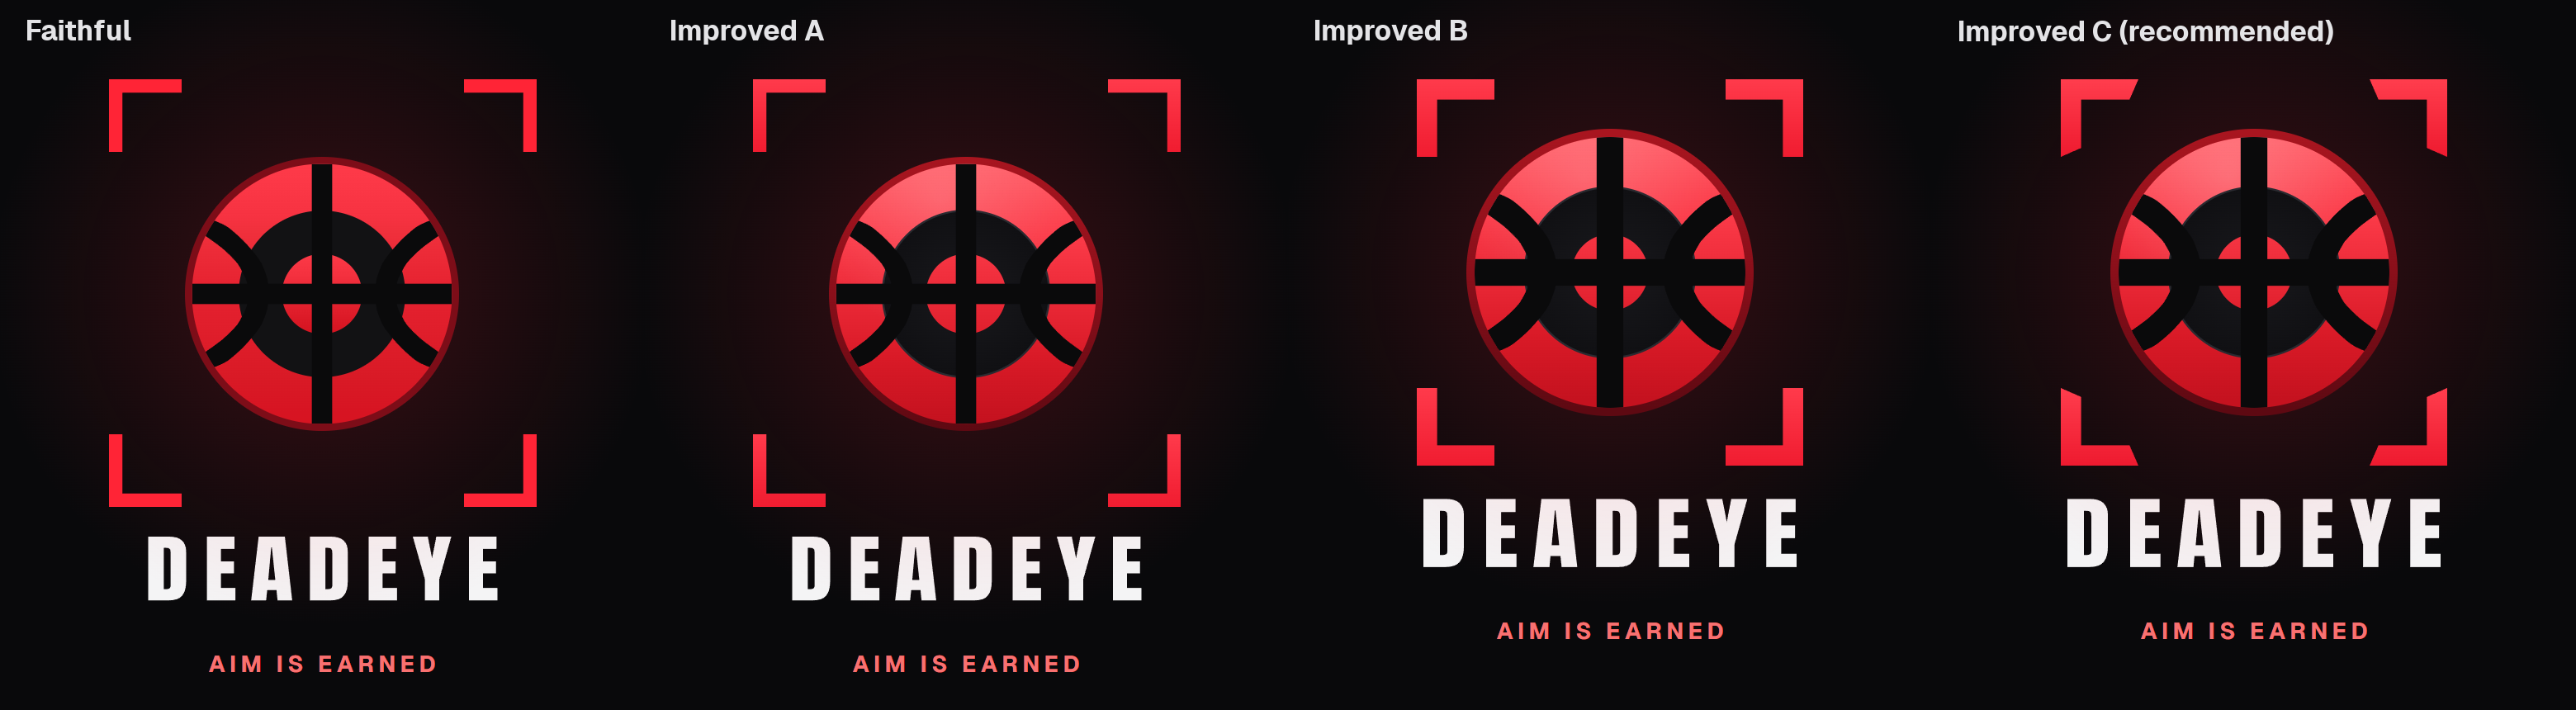 Faithful
DEADEYE
AIM IS EARNED
Improved A
DEADEYE
AIM IS EARNED
Improved B
DEADEYE
AIM IS EARNED
Improved C (recommended)
DEADEYE
AIM IS EARNED